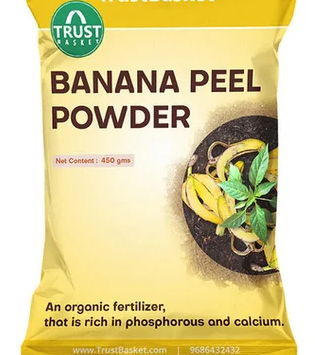 TrustBasket
TRUST
BASKET
BANANA PEEL
POWDER
Net Content : 450 gms
An organic fertilizer,
that is rich in phosphorous and calcium.
www.TrustBasket.com | 9686432432